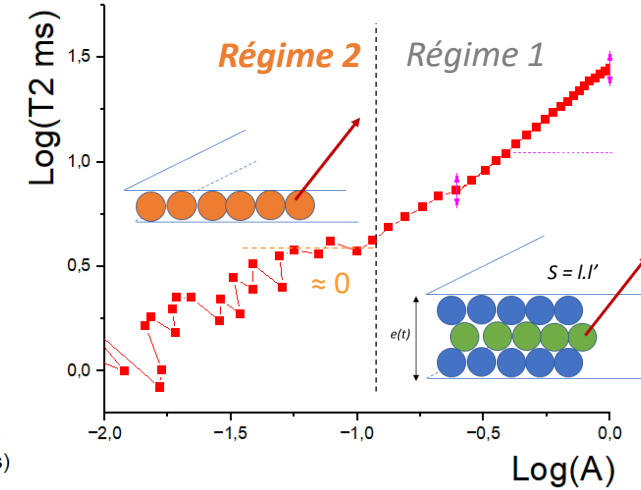 Log(T2 ms)
1,5
1,0
0,5
0,0
Régime 2
Régime 1
≈ 0
S = l.l’
e(t)
-2,0
-1,5
-1,0
-0,5
0,0
Log(A)
s)